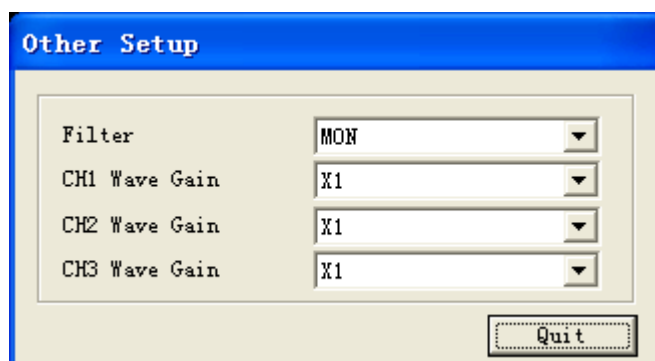 Other Setup
Filter MON
CH1 Wave Gain X1
CH2 Wave Gain X1
CH3 Wave Gain X1
Quit